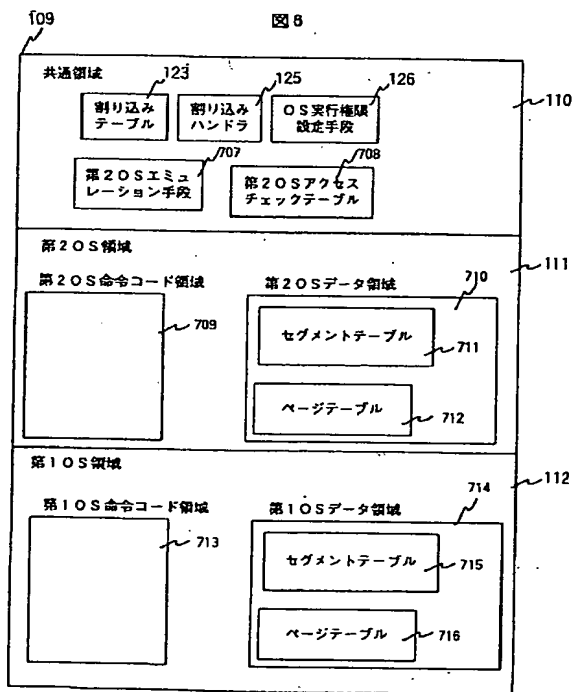 109
図6
共通領域
123
割り込み
テーブル
125
割り込み
ハンドラ
126
OS実行権限
設定手段
110
707
第2OSエミュ
レーション手段
708
第2OSアクセス
チェックテーブル
第2OS領域
111
第2OS命令コード領域
709
第2OSデータ領域
710
セグメントテーブル
711
ページテーブル
712
第1OS領域
112
第1OS命令コード領域
713
第1OSデータ領域
714
セグメントテーブル
715
ページテーブル
716